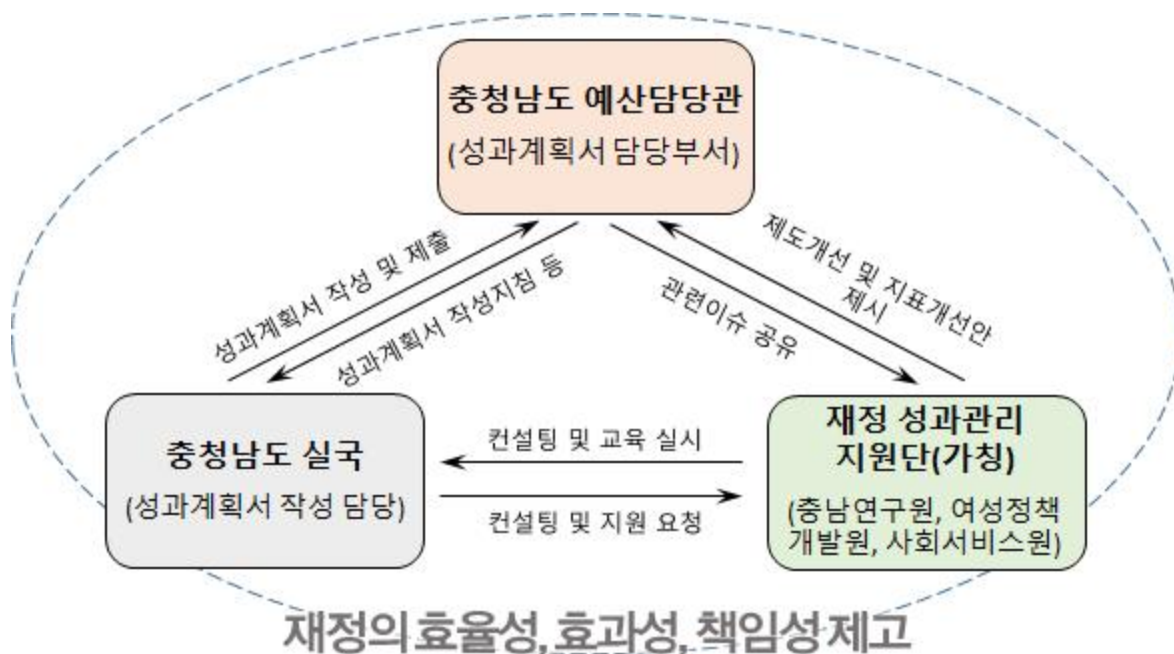 충청남도 예산담당관
(성과계획서 담당부서)
성과계획서 작성 및 제출
성과계획서 작성지침 등
관련이슈 공유
제도개선 및 지표개선안
제시
충청남도 실국
(성과계획서 작성 담당)
컨설팅 및 교육 실시
컨설팅 및 지원 요청
재정 성과관리
지원단(가칭)
(충남연구원, 여성정책
개발원, 사회서비스원)
재정의 효율성, 효과성, 책임성 제고